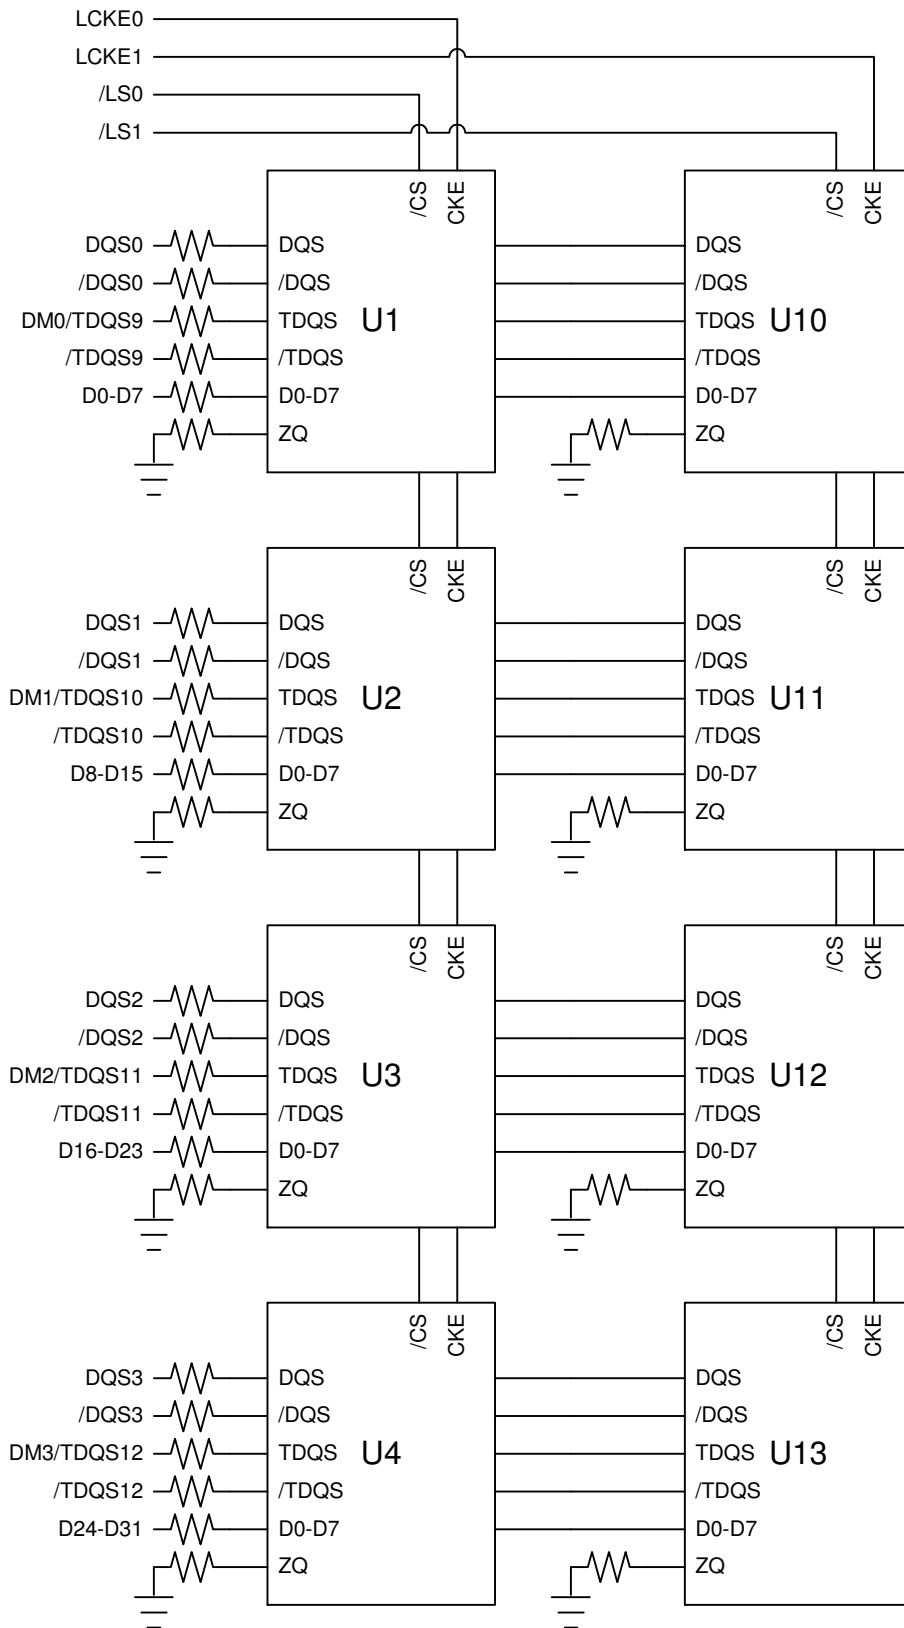 LCKE0
LCKE1
/LS0
/LS1
/CS CKE /CS CKE
DQS0 DQS DQS
/DQS0 /DQS /DQS
DM0/TDQS9 TDQS U1 TDQS U10
/TDQS9 /TDQS /TDQS
D0-D7 D0-D7 D0-D7
ZQ ZQ
/CS CKE /CS CKE
DQS1 DQS DQS
/DQS1 /DQS /DQS
DM1/TDQS10 TDQS U2 TDQS U11
/TDQS10 /TDQS /TDQS
D8-D15 D0-D7 D0-D7
ZQ ZQ
/CS CKE /CS CKE
DQS2 DQS DQS
/DQS2 /DQS /DQS
DM2/TDQS11 TDQS U3 TDQS U12
/TDQS11 /TDQS /TDQS
D16-D23 D0-D7 D0-D7
ZQ ZQ
/CS CKE /CS CKE
DQS3 DQS DQS
/DQS3 /DQS /DQS
DM3/TDQS12 TDQS U4 TDQS U13
/TDQS12 /TDQS /TDQS
D24-D31 D0-D7 D0-D7
ZQ ZQ